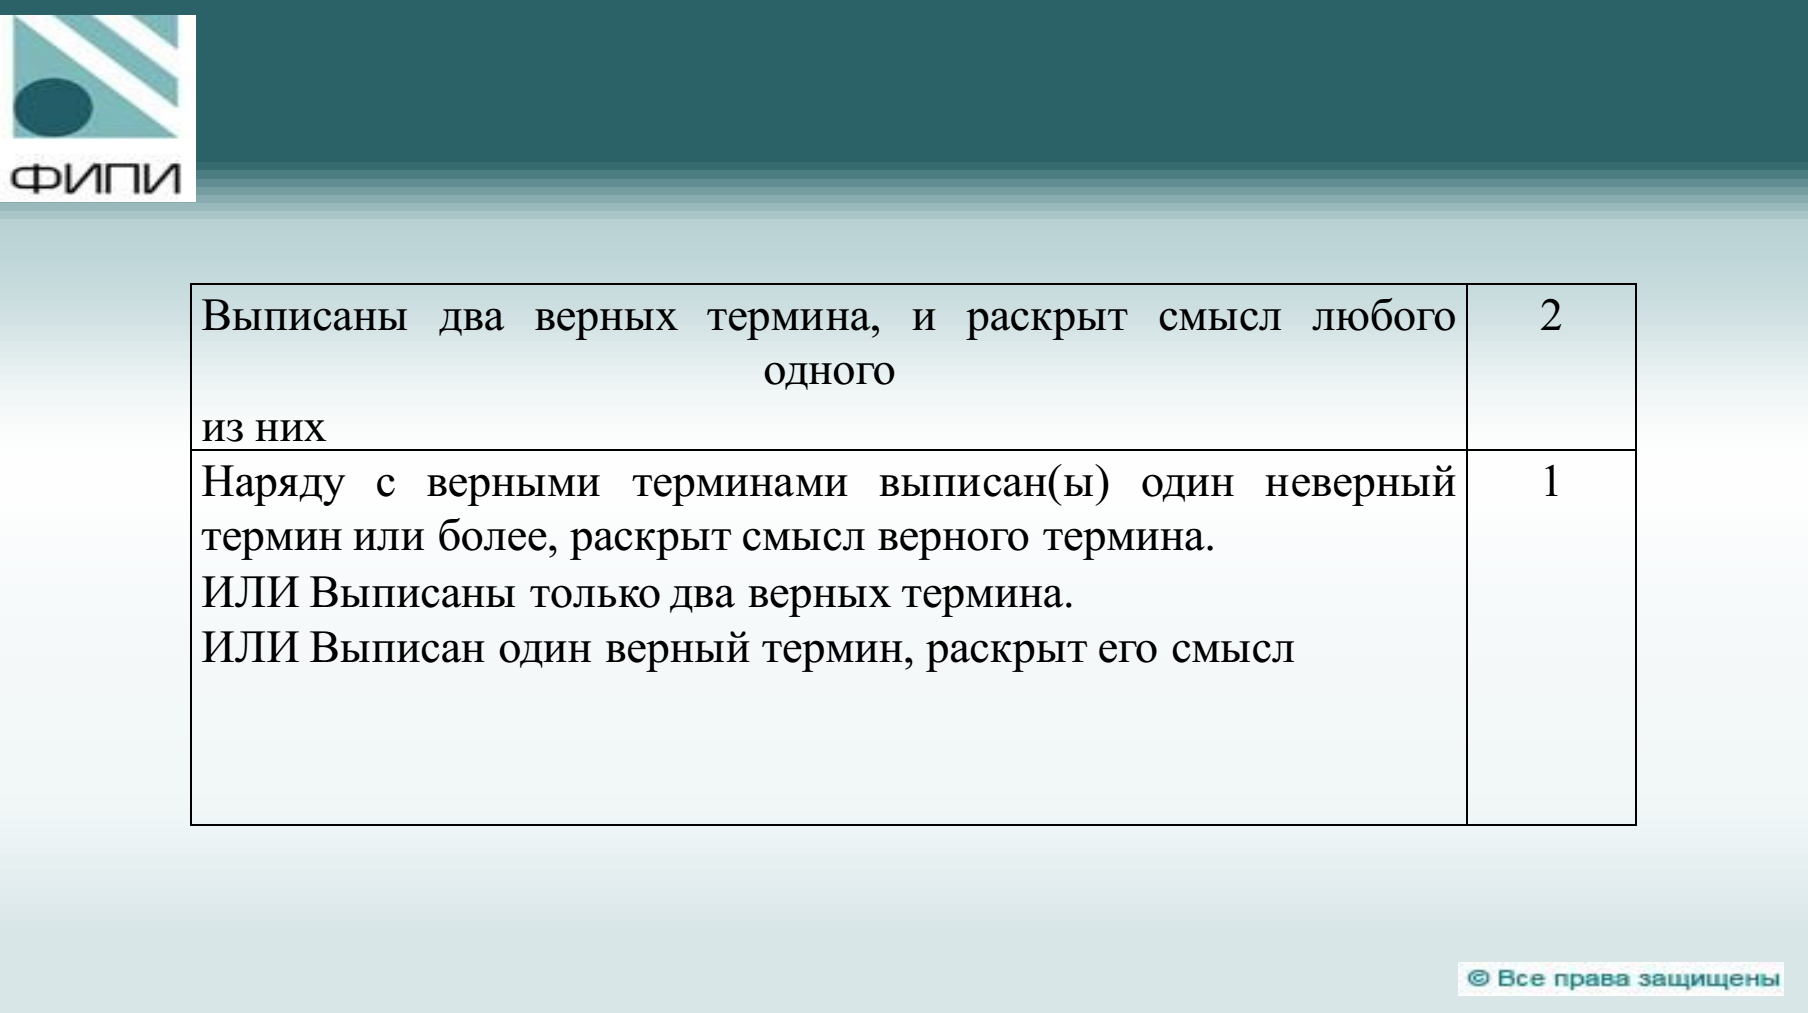 ФИПИ
Выписаны два верных термина, и раскрыт смысл любого
одного
из них
2
Наряду с верными терминами выписан(ы) один неверный
термин или более, раскрыт смысл верного термина.
ИЛИ Выписаны только два верных термина.
ИЛИ Выписан один верный термин, раскрыт его смысл
1
© Все права защищены